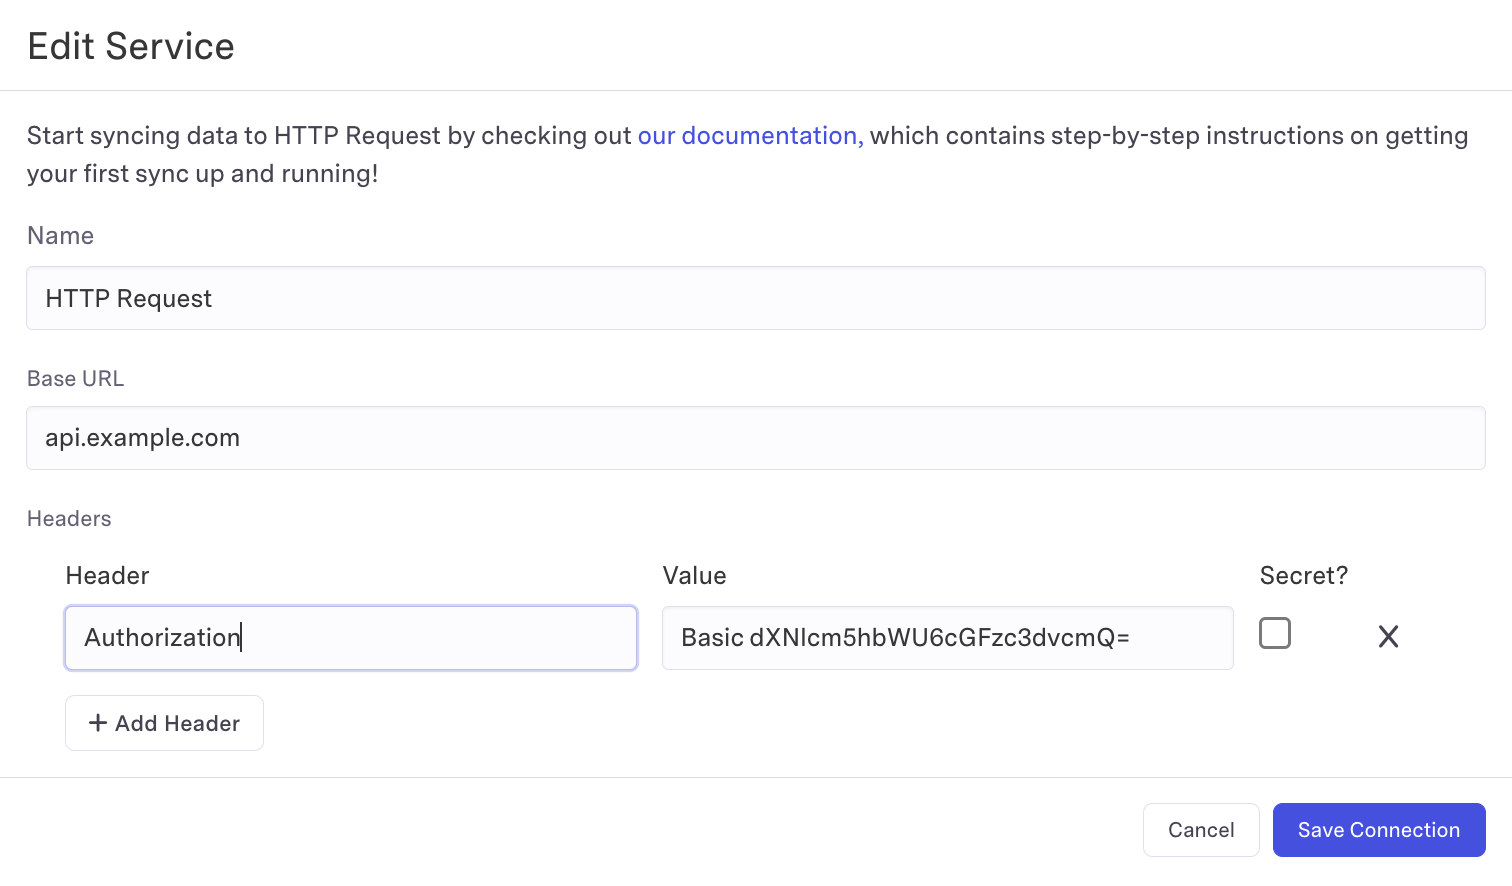 Edit Service
Start syncing data to HTTP Request by checking out our documentation, which contains step-by-step instructions on getting
your first sync up and running!
Name
HTTP Request
Base URL
api.example.com
Headers
Header Value Secret?
Authorization Basic dXNlcm5hbWU6cGFzc3dvcmQ=
+ Add Header
Cancel Save Connection